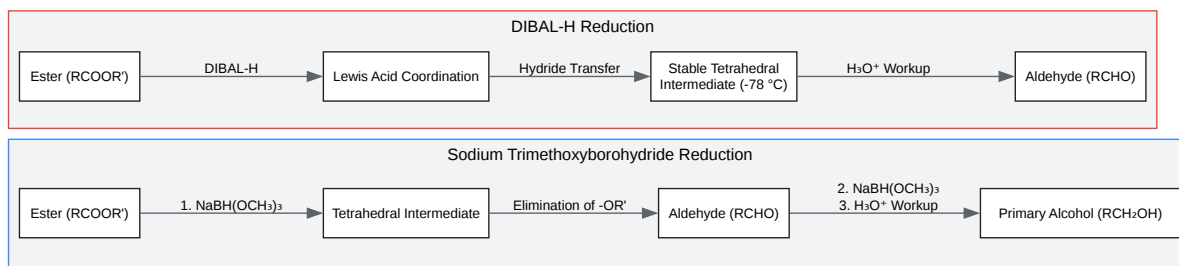 DIBAL-H Reduction
Ester (RCOOR')
DIBAL-H
Lewis Acid Coordination
Hydride Transfer
Stable Tetrahedral
Intermediate (-78 °C)
H₃O⁺ Workup
Aldehyde (RCHO)
Sodium Trimethoxyborohydride Reduction
Ester (RCOOR')
1. NaBH(OCH₃)₃
Tetrahedral Intermediate
Elimination of -OR'
Aldehyde (RCHO)
2. NaBH(OCH₃)₃
3. H₃O⁺ Workup
Primary Alcohol (RCH₂OH)